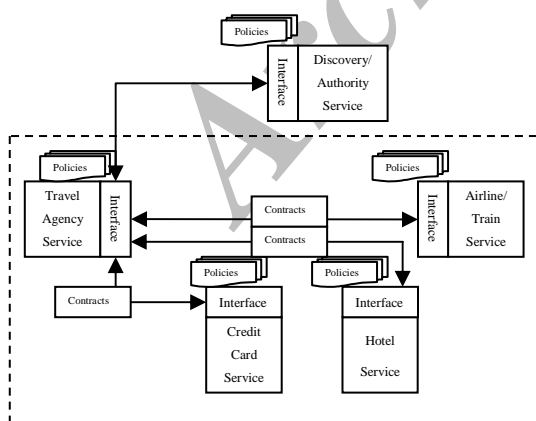 Policies
Interface
Discovery/
Authority
Service
Policies
Travel
Agency
Service
Interface
Contracts
Contracts
Policies
Interface
Airline/
Train
Service
Contracts
Policies
Interface
Credit
Card
Service
Policies
Interface
Hotel
Service